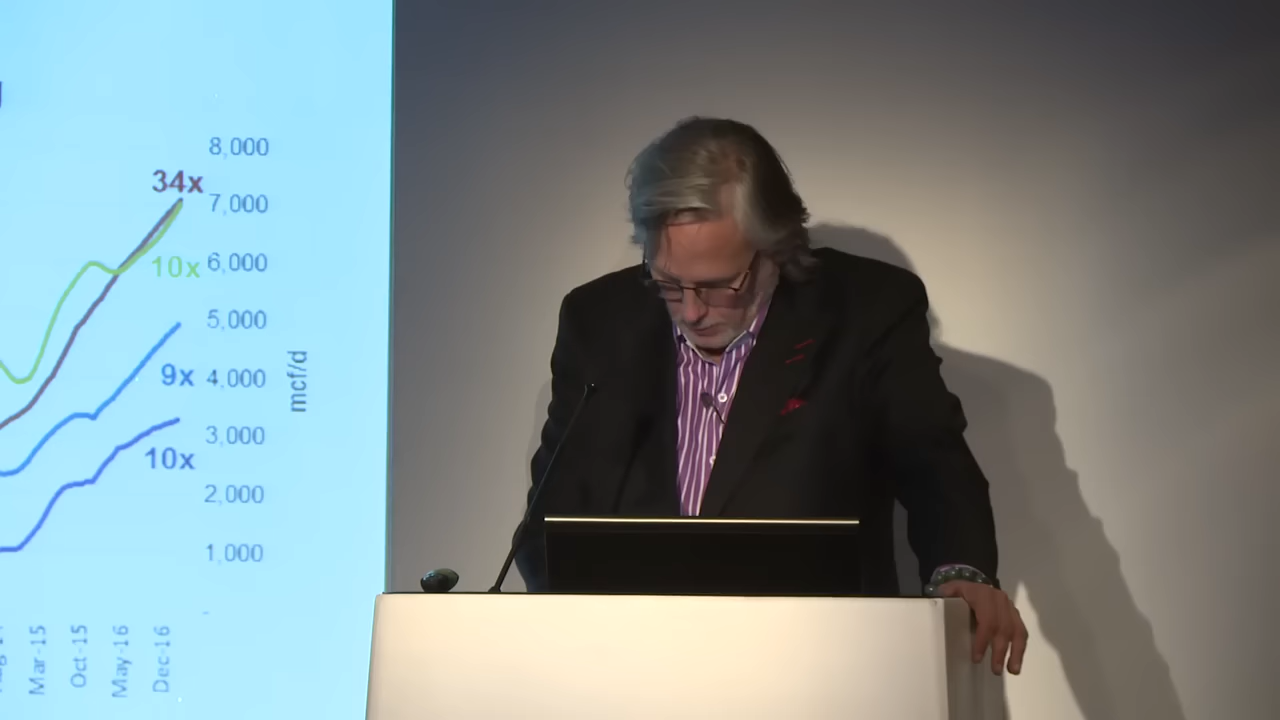 8,000
34x
7,000
10x
6,000
5,000
9x
4,000
mcf/d
3,000
10x
2,000
1,000
-
Mar-15
Oct-15
May-16
Dec-16